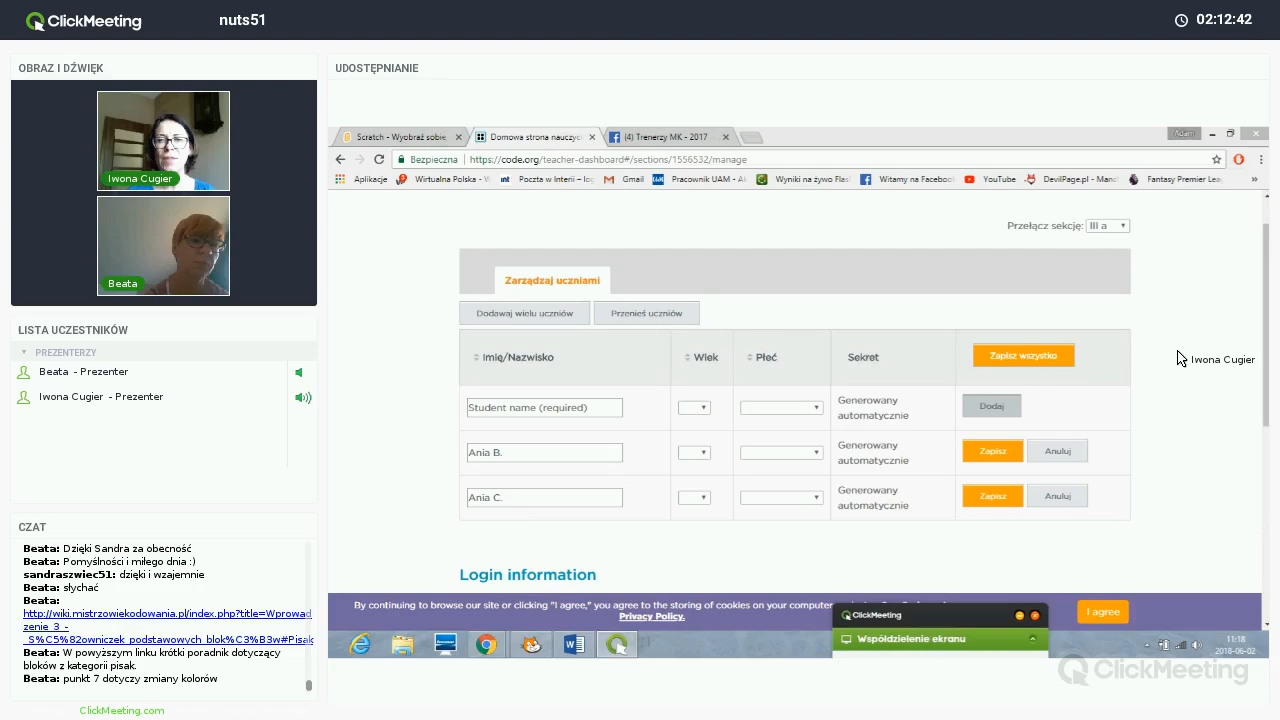 ClickMeeting
nuts51
02:12:42
OBRAZ I DŹWIĘK
Iwona Cugier
Beata
LISTA UCZESTNIKÓW
PREZENTERZY
Beata - Prezenter
Iwona Cugier - Prezenter
CZAT
Beata: Dzięki Sandra za obecność
Beata: Pomyślności i miłego dnia :)
sandraszwiec51: dzięki i wzajemnie
Beata: słychać
Beata:
http://wiki.mistrzowiekodowania.pl/index.php?title=Wprowad
zenie_3_-
_S%C5%82owniczek_podstawowych_blok%C3%B3w#Pisak
Beata: W powyższym linku krótki poradnik dotyczący
bloków z kategorii pisak.
Beata: punkt 7 dotyczy zmiany kolorów
ClickMeeting.com
UDOSTĘPNIANIE
Scratch - Wyobraź sobie,
Domowa strona nauczyc
(4) Trenerzy MK - 2017
Adam
Bezpieczna
https://code.org/teacher-dashboard#/sections/1556532/manage
Aplikacje
Wirtualna Polska - W
int
Poczta w Interii - log
Gmail
Pracownik UAM - A
Wyniki na żywo Flas
Witamy na Facebool
YouTube
DevilPage.pl - Manc
Fantasy Premier Lea
Przełącz sekcję: III a
Zarządzaj uczniami
Dodawaj wielu uczniów
Przenieś uczniów
Imię/Nazwisko
Wiek
Płeć
Sekret
Zapisz wszystko
Student name (required)
Generowany
automatycznie
Dodaj
Ania B.
Generowany
automatycznie
Zapisz
Anuluj
Ania C.
Generowany
automatycznie
Zapisz
Anuluj
Iwona Cugier
Login information
By continuing to browse our site or clicking "I agree," you agree to the storing of cookies on your computer
Privacy Policy.
I agree
ClickMeeting
Współdzielenie ekranu
11:18
2018-06-02
ClickMeeting